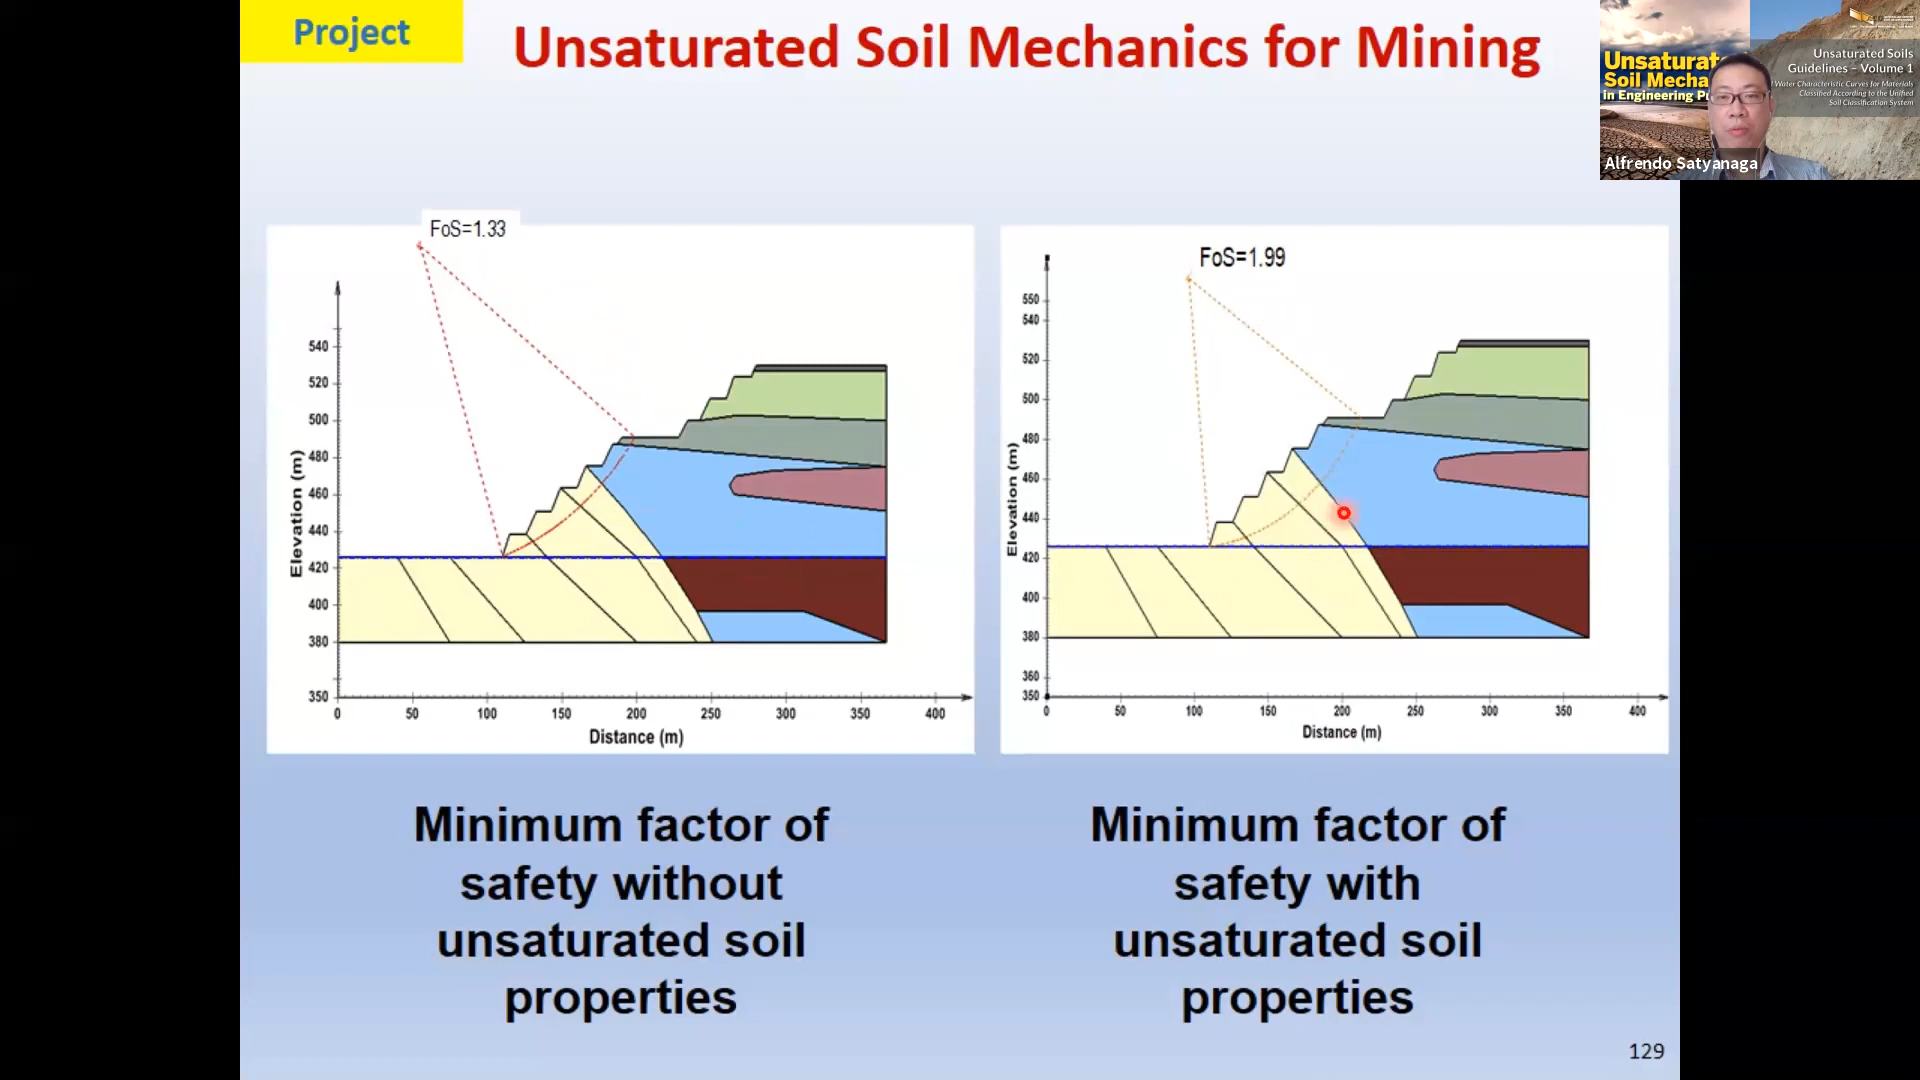 Project
Unsaturated Soil Mechanics for Mining
Unsaturat
Soil Mecha
in Engineering P
Unsaturated Soils
Guidelines – Volume 1
Water Characteristic Curves for Materials
Classified According to the Unified
Soil Classification System
Alfrendo Satyanaga
FoS=1.33
540
520
500
480
460
440
420
400
380
350
Elevation (m)
0 50 100 150 200 250 300 350 400
Distance (m)
FoS=1.99
550
540
520
500
480
460
440
420
400
380
360
350
Elevation (m)
0 50 100 150 200 250 300 350 400
Distance (m)
Minimum factor of
safety without
unsaturated soil
properties
Minimum factor of
safety with
unsaturated soil
properties
129